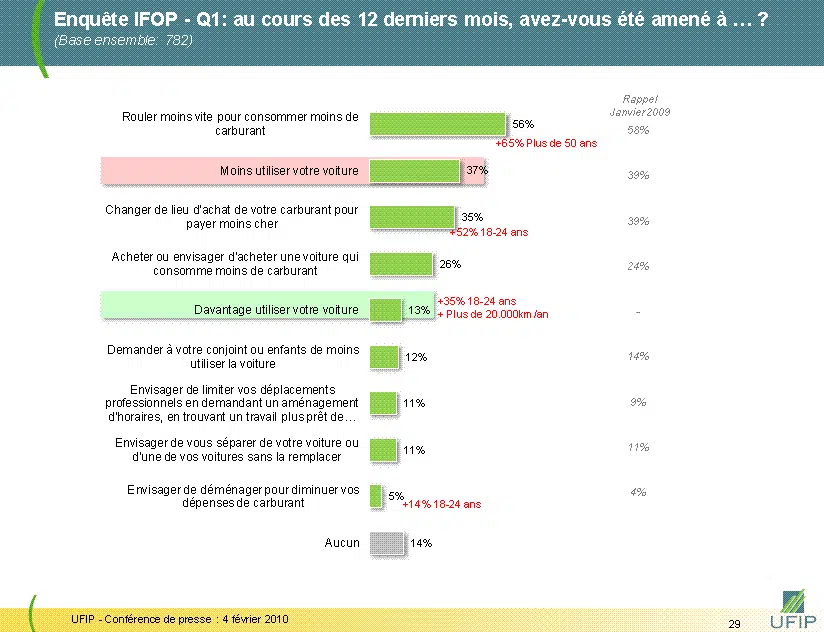 Enquête IFOP - Q1: au cours des 12 derniers mois, avez-vous été amené à … ?
(Base ensemble: 782)
Rappel
Janvier 2009
Rouler moins vite pour consommer moins de
carburant
56%
+65% Plus de 50 ans
58%
Moins utiliser votre voiture
37%
39%
Changer de lieu d'achat de votre carburant pour
payer moins cher
35%
+52% 18-24 ans
39%
Acheter ou envisager d'acheter une voiture qui
consomme moins de carburant
26%
24%
Davantage utiliser votre voiture
13%
+35% 18-24 ans
+ Plus de 20.000km/an
-
Demander à votre conjoint ou enfants de moins
utiliser la voiture
12%
14%
Envisager de limiter vos déplacements
professionnels en demandant un aménagement
d'horaires, en trouvant un travail plus prêt de…
11%
9%
Envisager de vous séparer de votre voiture ou
d'une de vos voitures sans la remplacer
11%
11%
Envisager de déménager pour diminuer vos
dépenses de carburant
5%
+14% 18-24 ans
4%
Aucun
14%
UFIP - Conférence de presse : 4 février 2010
29
UFIP